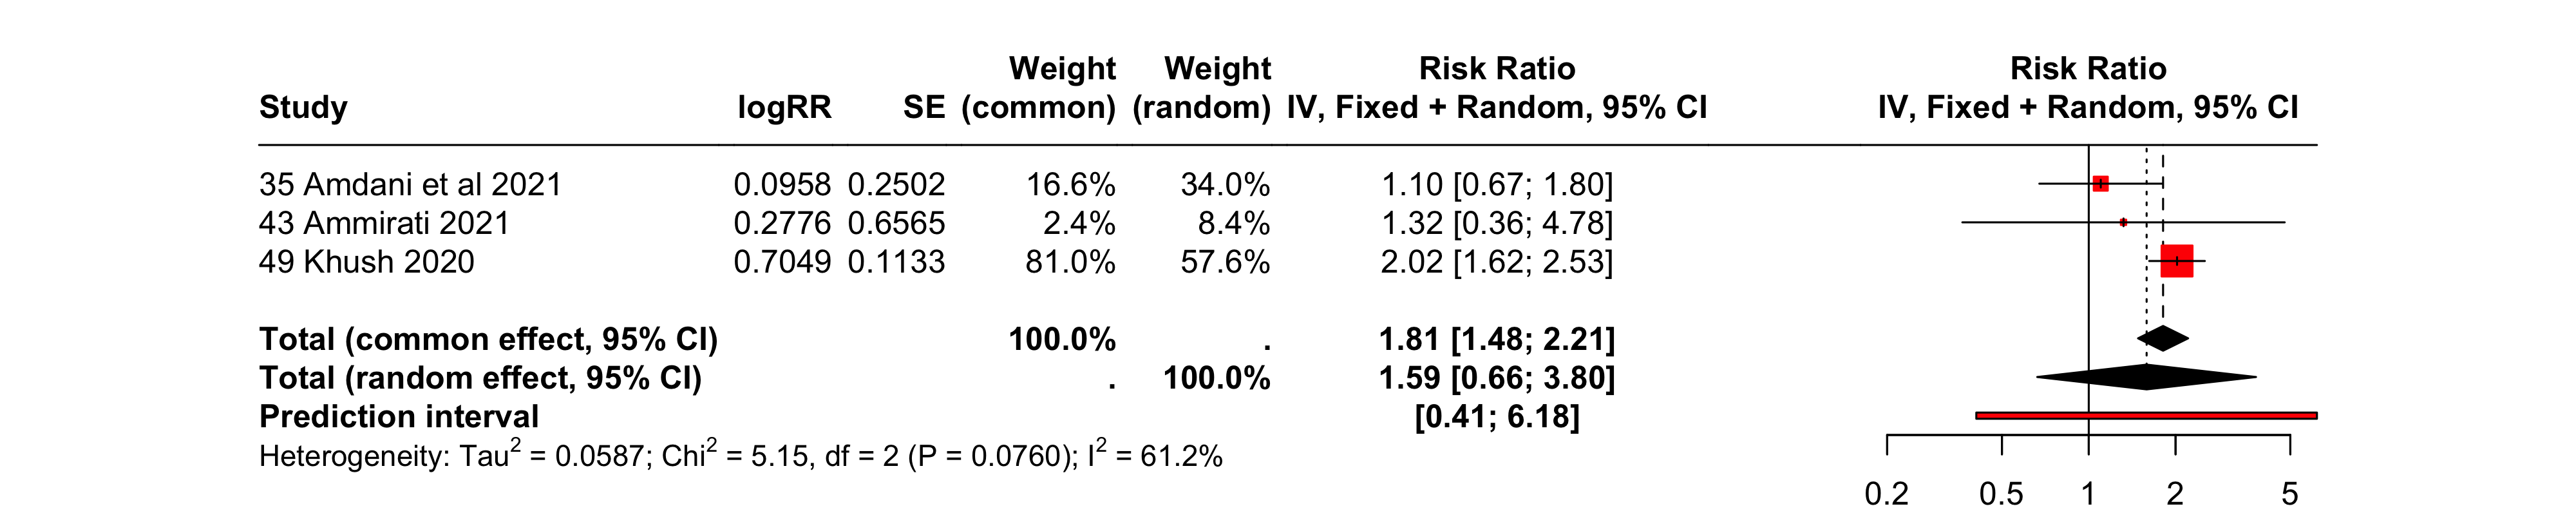 Weight Weight Risk Ratio Risk Ratio
Study logRR SE (common) (random) IV, Fixed + Random, 95% CI IV, Fixed + Random, 95% CI
35 Amdani et al 2021 0.0958 0.2502 16.6% 34.0% 1.10 [0.67; 1.80]
43 Ammirati 2021 0.2776 0.6565 2.4% 8.4% 1.32 [0.36; 4.78]
49 Khush 2020 0.7049 0.1133 81.0% 57.6% 2.02 [1.62; 2.53]
Total (common effect, 95% CI) 100.0% . 1.81 [1.48; 2.21]
Total (random effect, 95% CI) . 100.0% 1.59 [0.66; 3.80]
Prediction interval [0.41; 6.18]
Heterogeneity: Tau² = 0.0587; Chi² = 5.15, df = 2 (P = 0.0760); I² = 61.2%
0.2 0.5 1 2 5